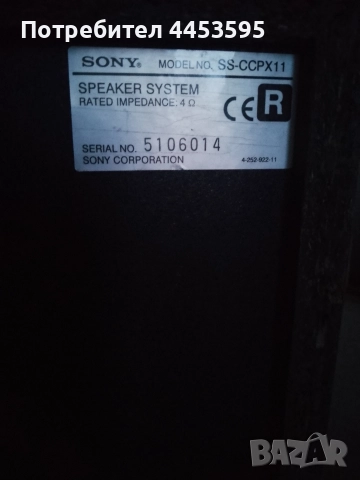 Потребител 4453595
SONY® MODEL NO. SS-CCPX11
SPEAKER SYSTEM
RATED IMPEDANCE. 4 Ω
CE R
SERIAL NO. 5106014
SONY CORPORATION 4-252-922-11
BAZAR